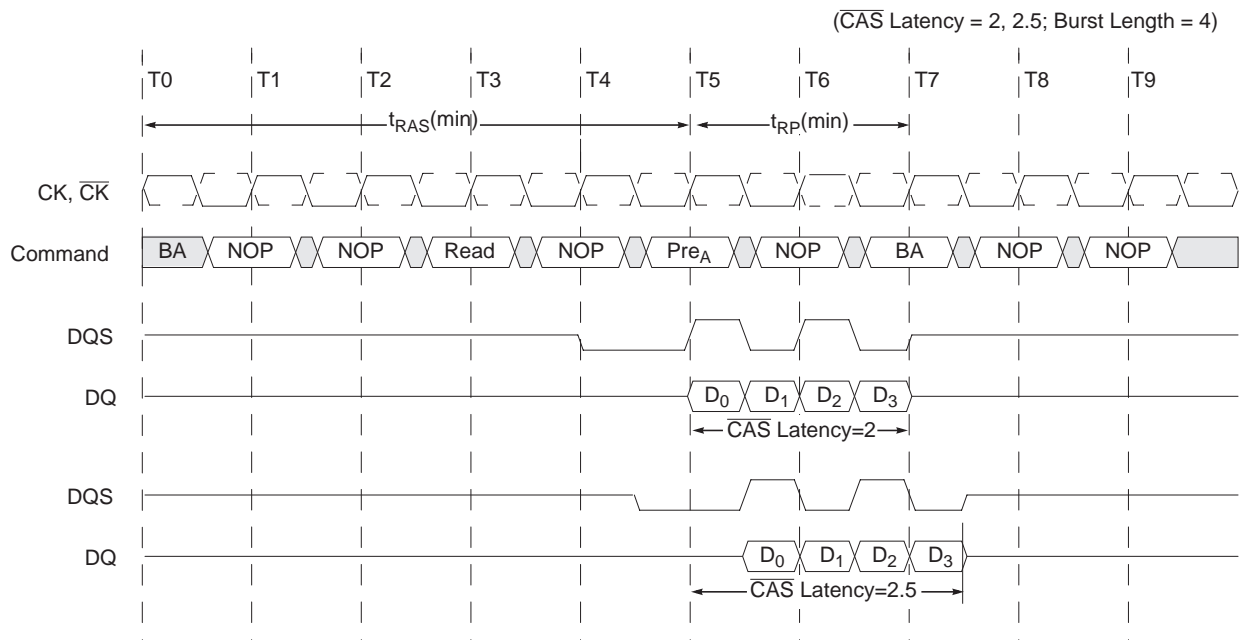 (CAS Latency = 2, 2.5; Burst Length = 4)
T0 T1 T2 T3 T4 T5 T6 T7 T8 T9
tRAS(min) tRP(min)
CK, CK
Command BA NOP NOP Read NOP PreA NOP BA NOP NOP
DQS
DQ D0 D1 D2 D3
CAS Latency=2
DQS
DQ D0 D1 D2 D3
CAS Latency=2.5